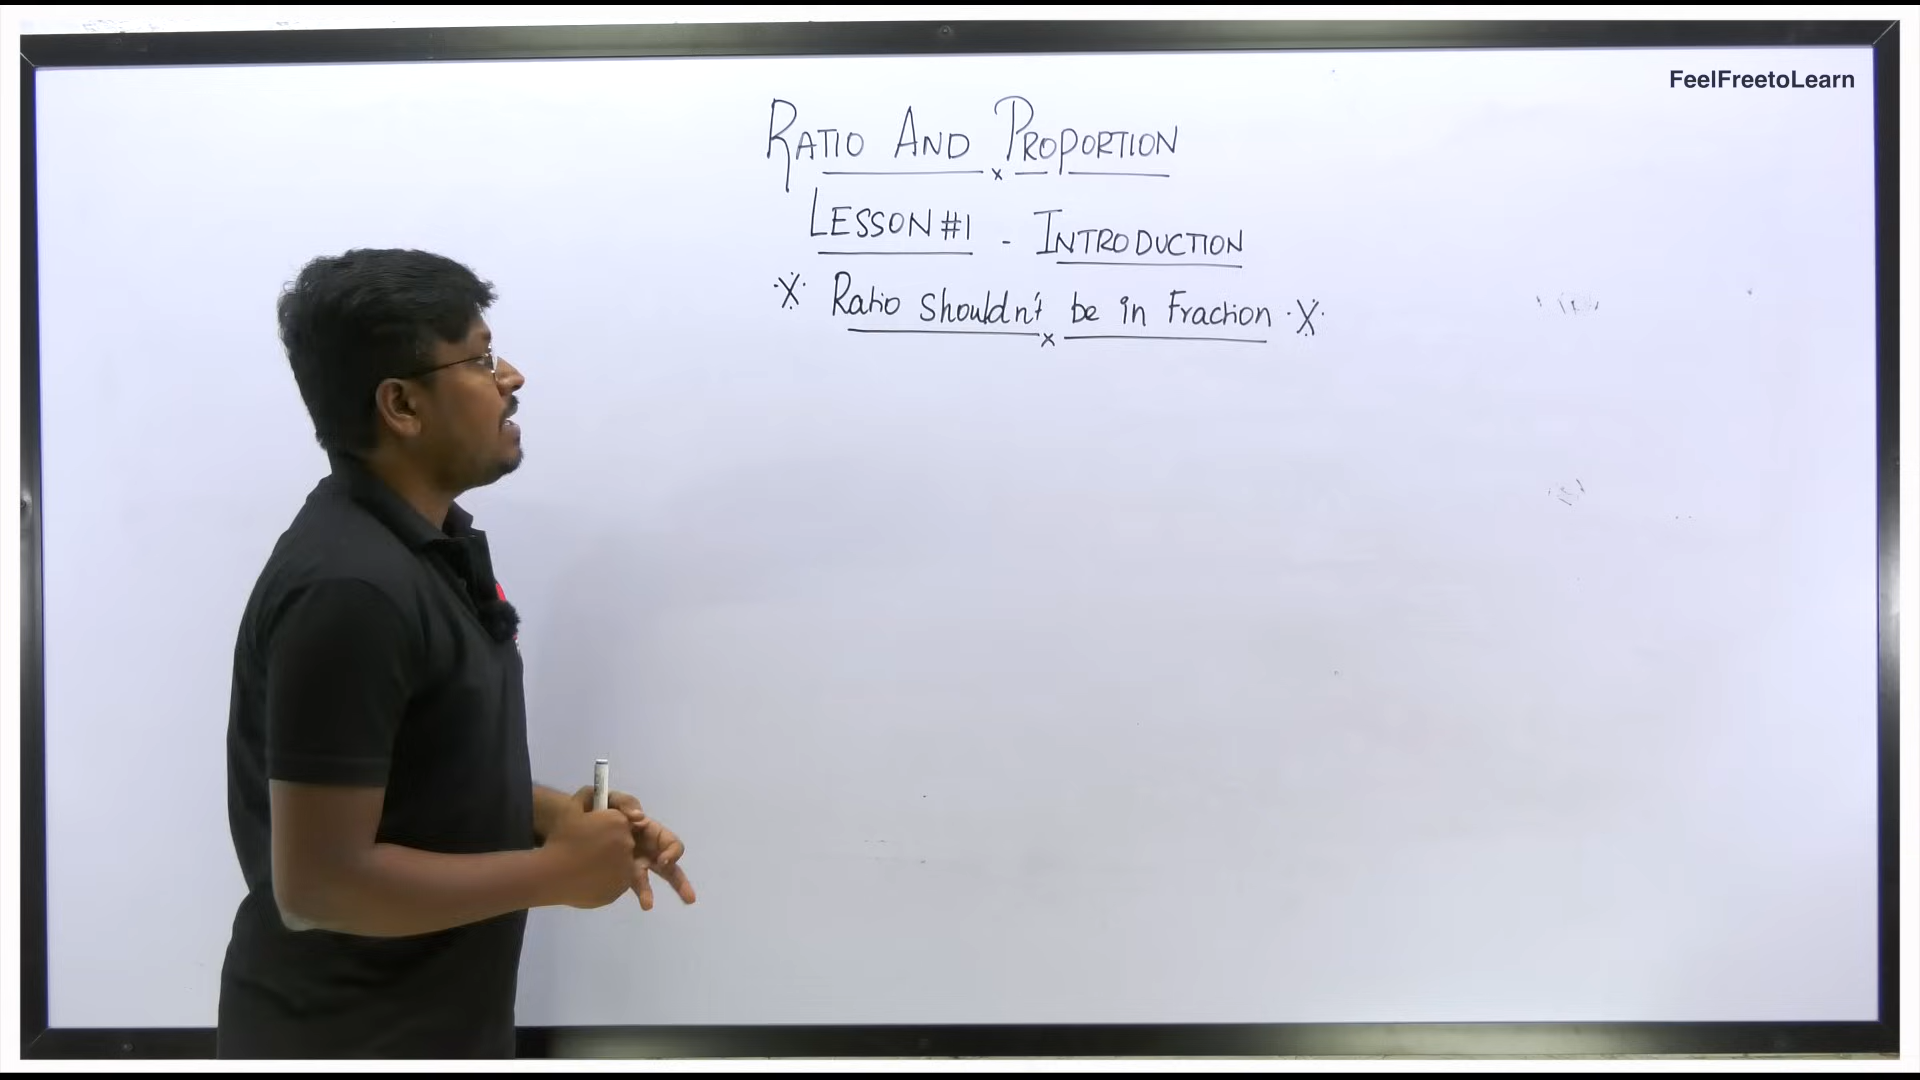 FeelFreetoLearn
RATIO AND PROPORTION
LESSON #1 - INTRODUCTION
Ratio shouldn't be in Fraction